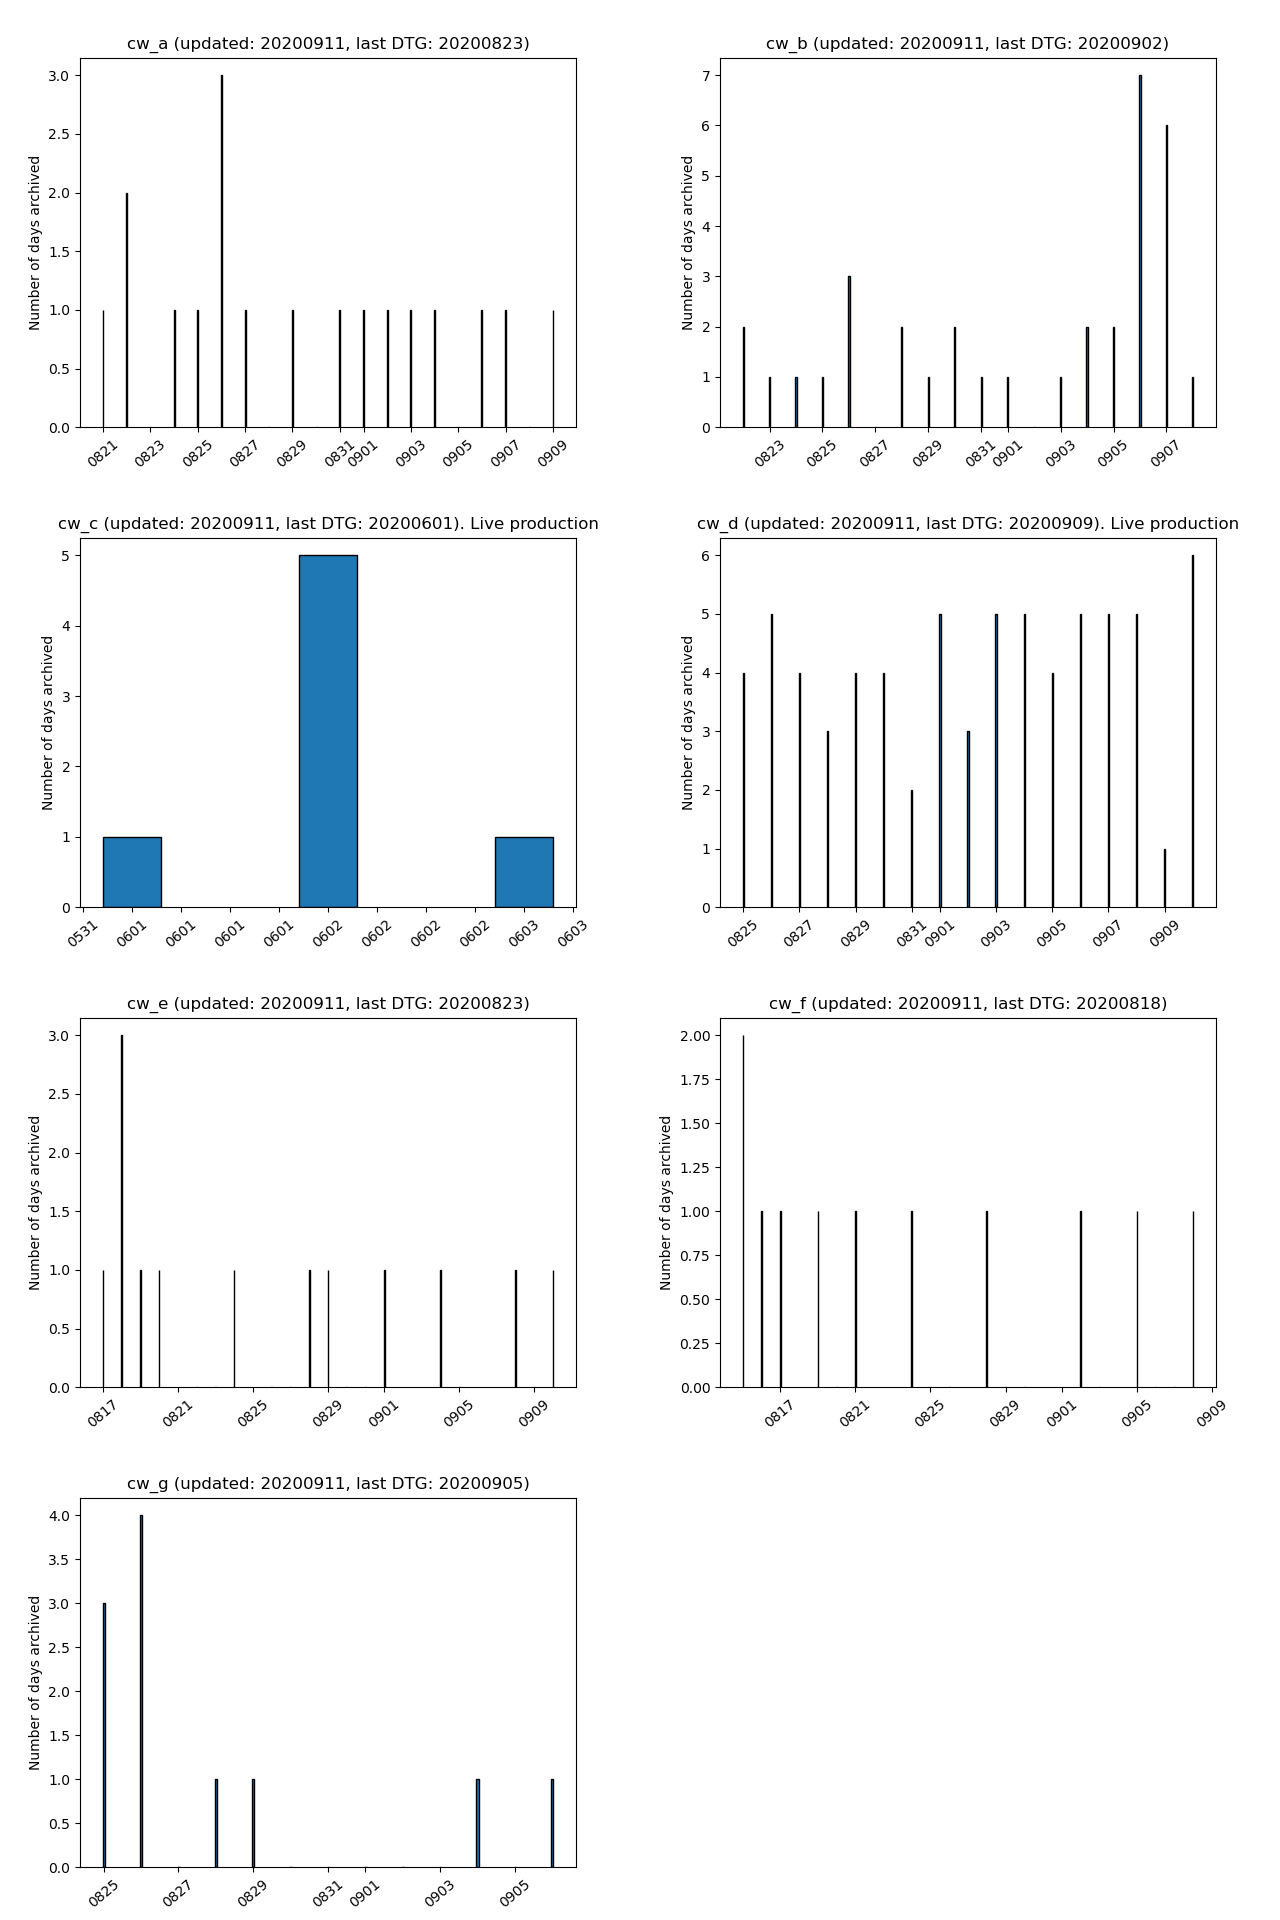 cw_a (updated: 20200911, last DTG: 20200823)
Number of days archived
3.0
2.5
2.0
1.5
1.0
0.5
0.0
0821 0823 0825 0827 0829 0831 0901 0903 0905 0907 0909
cw_b (updated: 20200911, last DTG: 20200902)
Number of days archived
7
6
5
4
3
2
1
0
0823 0825 0827 0829 0831 0901 0903 0905 0907
cw_c (updated: 20200911, last DTG: 20200601). Live production
Number of days archived
5
4
3
2
1
0
0531 0601 0601 0601 0601 0602 0602 0602 0602 0603 0603
cw_d (updated: 20200911, last DTG: 20200909). Live production
Number of days archived
6
5
4
3
2
1
0
0825 0827 0829 0831 0901 0903 0905 0907 0909
cw_e (updated: 20200911, last DTG: 20200823)
Number of days archived
3.0
2.5
2.0
1.5
1.0
0.5
0.0
0817 0821 0825 0829 0901 0905 0909
cw_f (updated: 20200911, last DTG: 20200818)
Number of days archived
2.00
1.75
1.50
1.25
1.00
0.75
0.50
0.25
0.00
0817 0821 0825 0829 0901 0905 0909
cw_g (updated: 20200911, last DTG: 20200905)
Number of days archived
4.0
3.5
3.0
2.5
2.0
1.5
1.0
0.5
0.0
0825 0827 0829 0831 0901 0903 0905